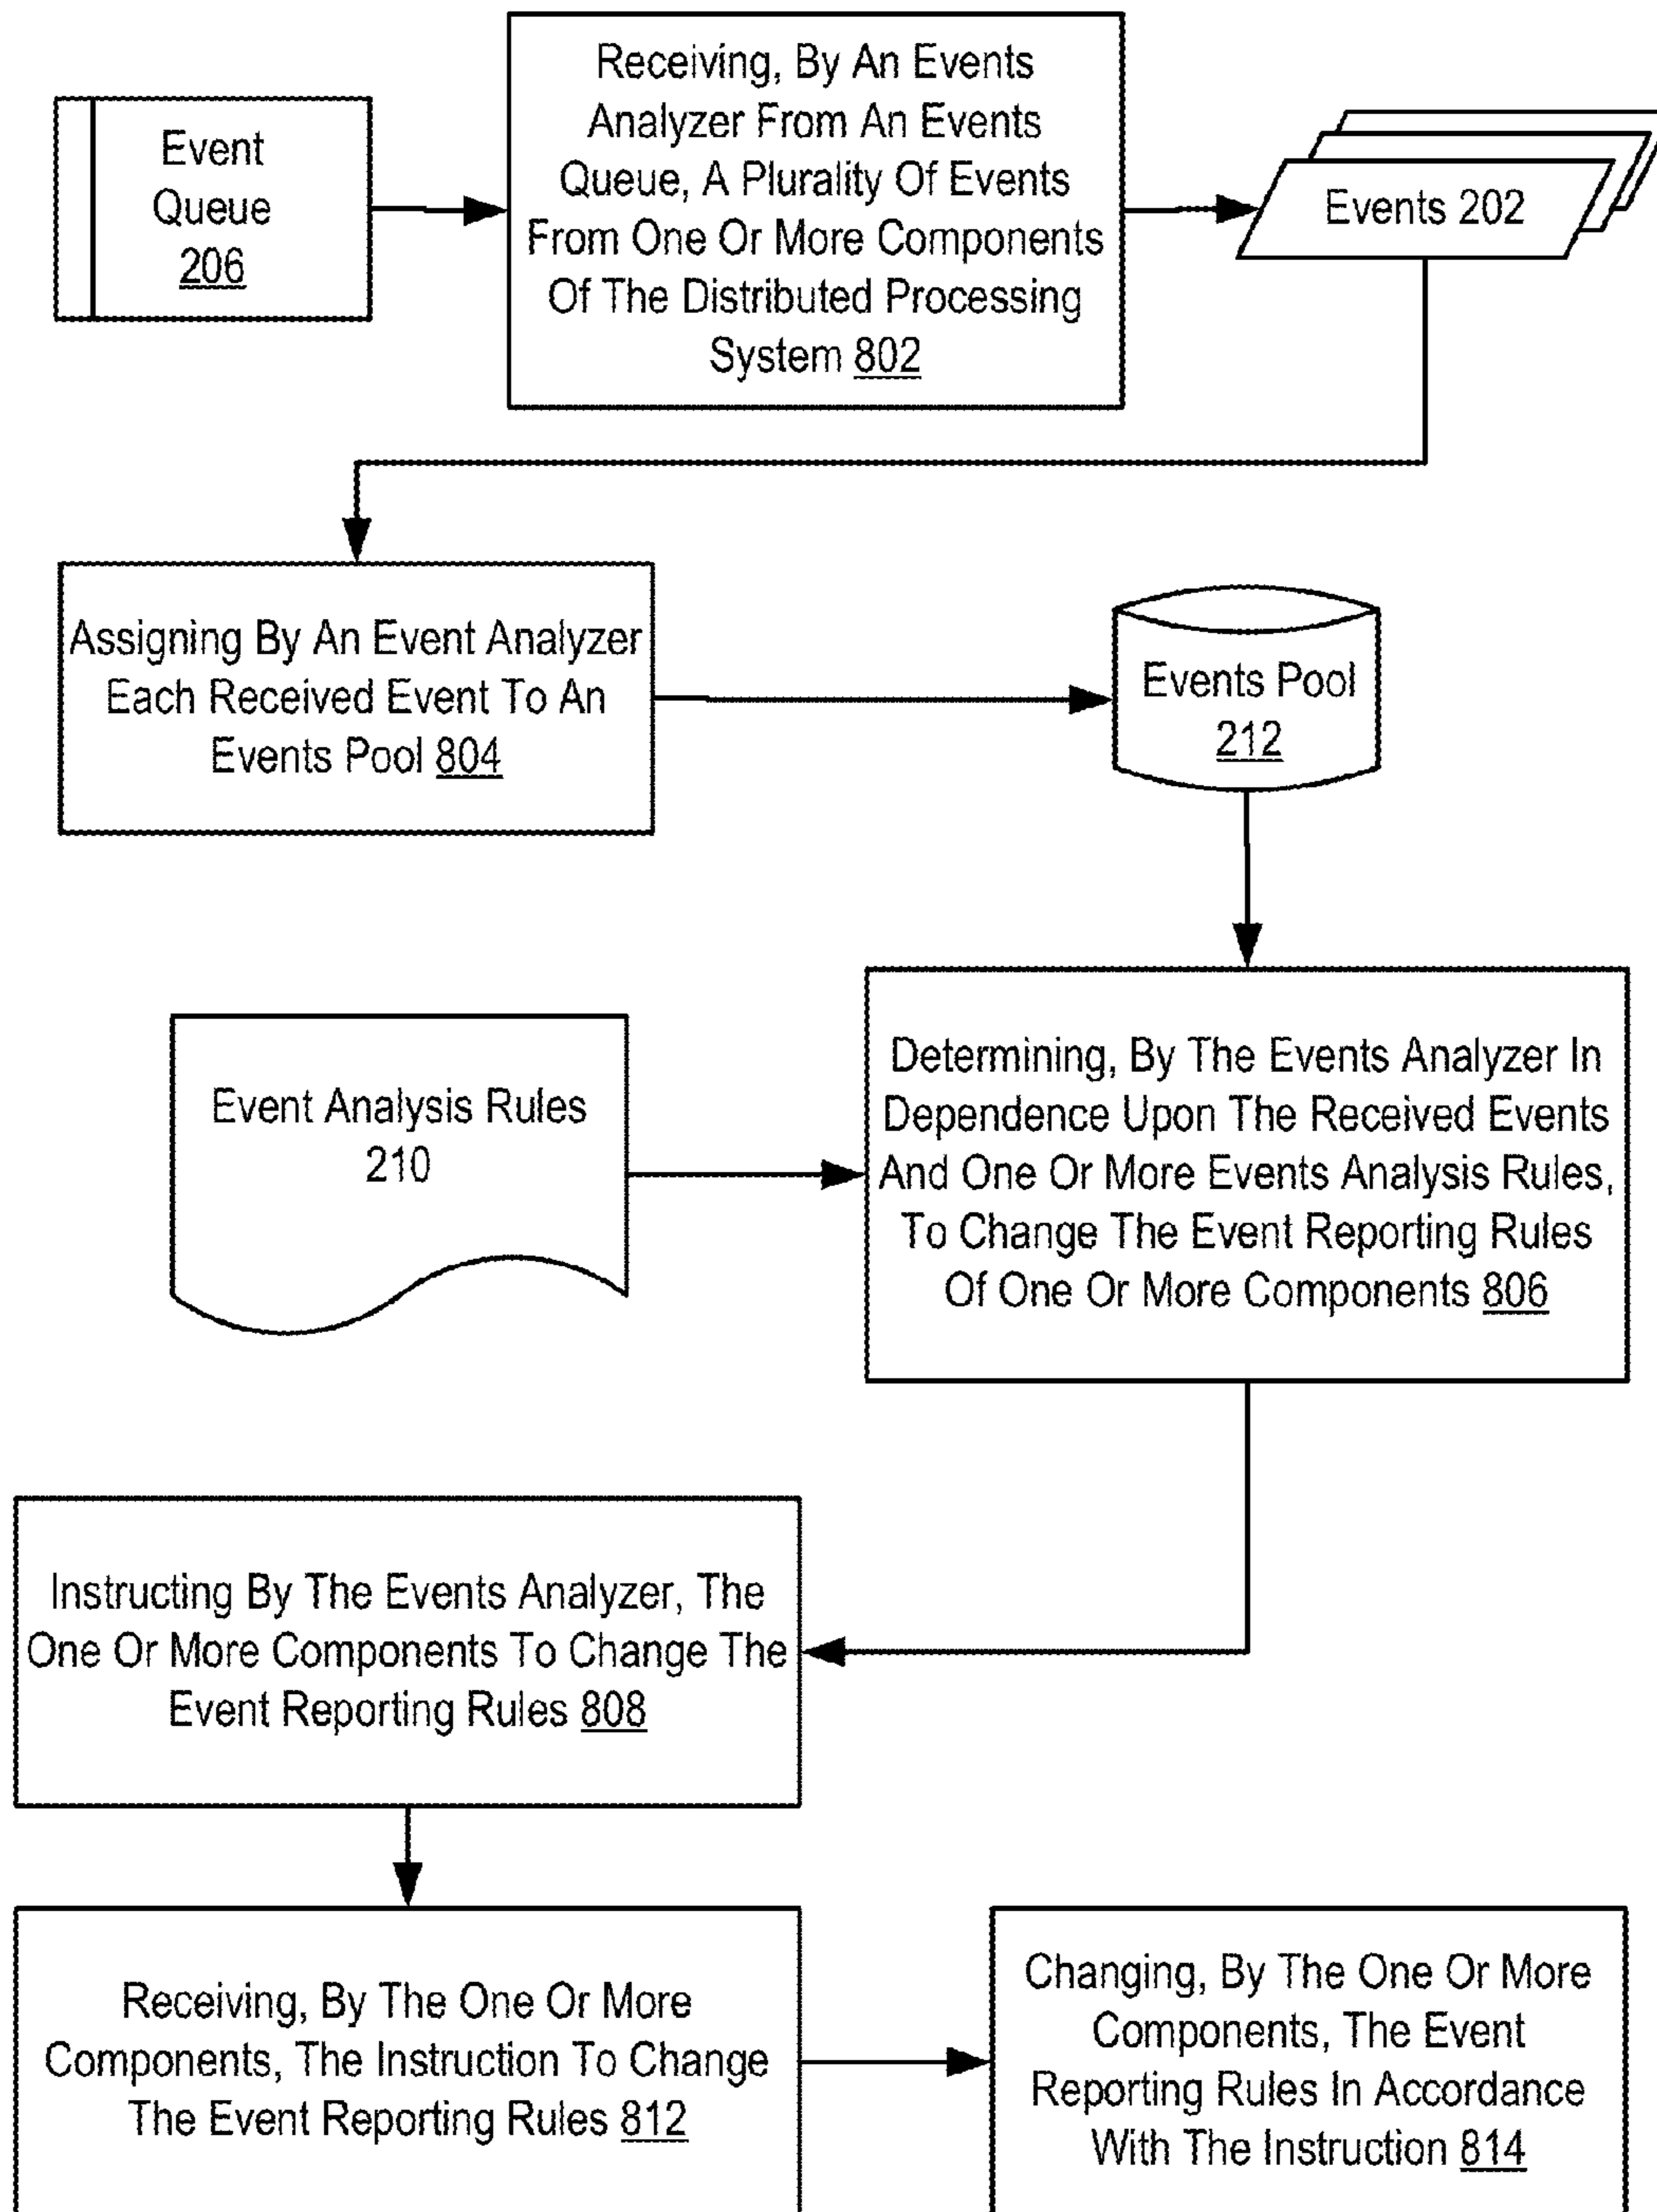 Event
Queue
206
Receiving, By An Events
Analyzer From An Events
Queue, A Plurality Of Events
From One Or More Components
Of The Distributed Processing
System 802
Events 202
Assigning By An Event Analyzer
Each Received Event To An
Events Pool 804
Events Pool
212
Event Analysis Rules
210
Determining, By The Events Analyzer In
Dependence Upon The Received Events
And One Or More Events Analysis Rules,
To Change The Event Reporting Rules
Of One Or More Components 806
Instructing By The Events Analyzer, The
One Or More Components To Change The
Event Reporting Rules 808
Receiving, By The One Or More
Components, The Instruction To Change
The Event Reporting Rules 812
Changing, By The One Or More
Components, The Event
Reporting Rules In Accordance
With The Instruction 814